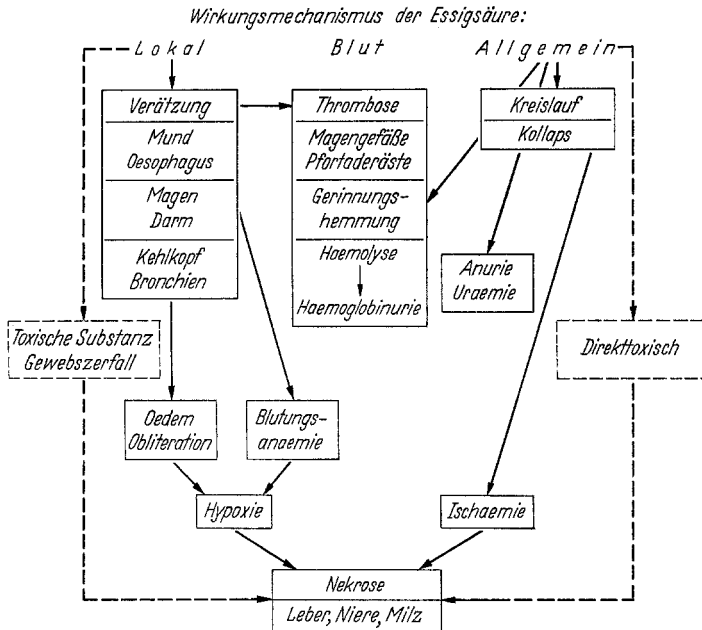 Wirkungsmechanismus der Essigsäure:
Lokal
Blut
Allgemein
Verätzung
Mund
Oesophagus
Magen
Darm
Kehlkopf
Bronchien
Thrombose
Magengefäße
Pfortaderäste
Gerinnungs-
hemmung
Haemolyse
Haemoglobinurie
Kreislauf
Kollaps
Anurie
Uraemie
Toxische Substanz
Gewebszerfall
Direkttoxisch
Oedem
Obliteration
Blutungs-
anaemie
Hypoxie
Ischaemie
Nekrose
Leber, Niere, Milz